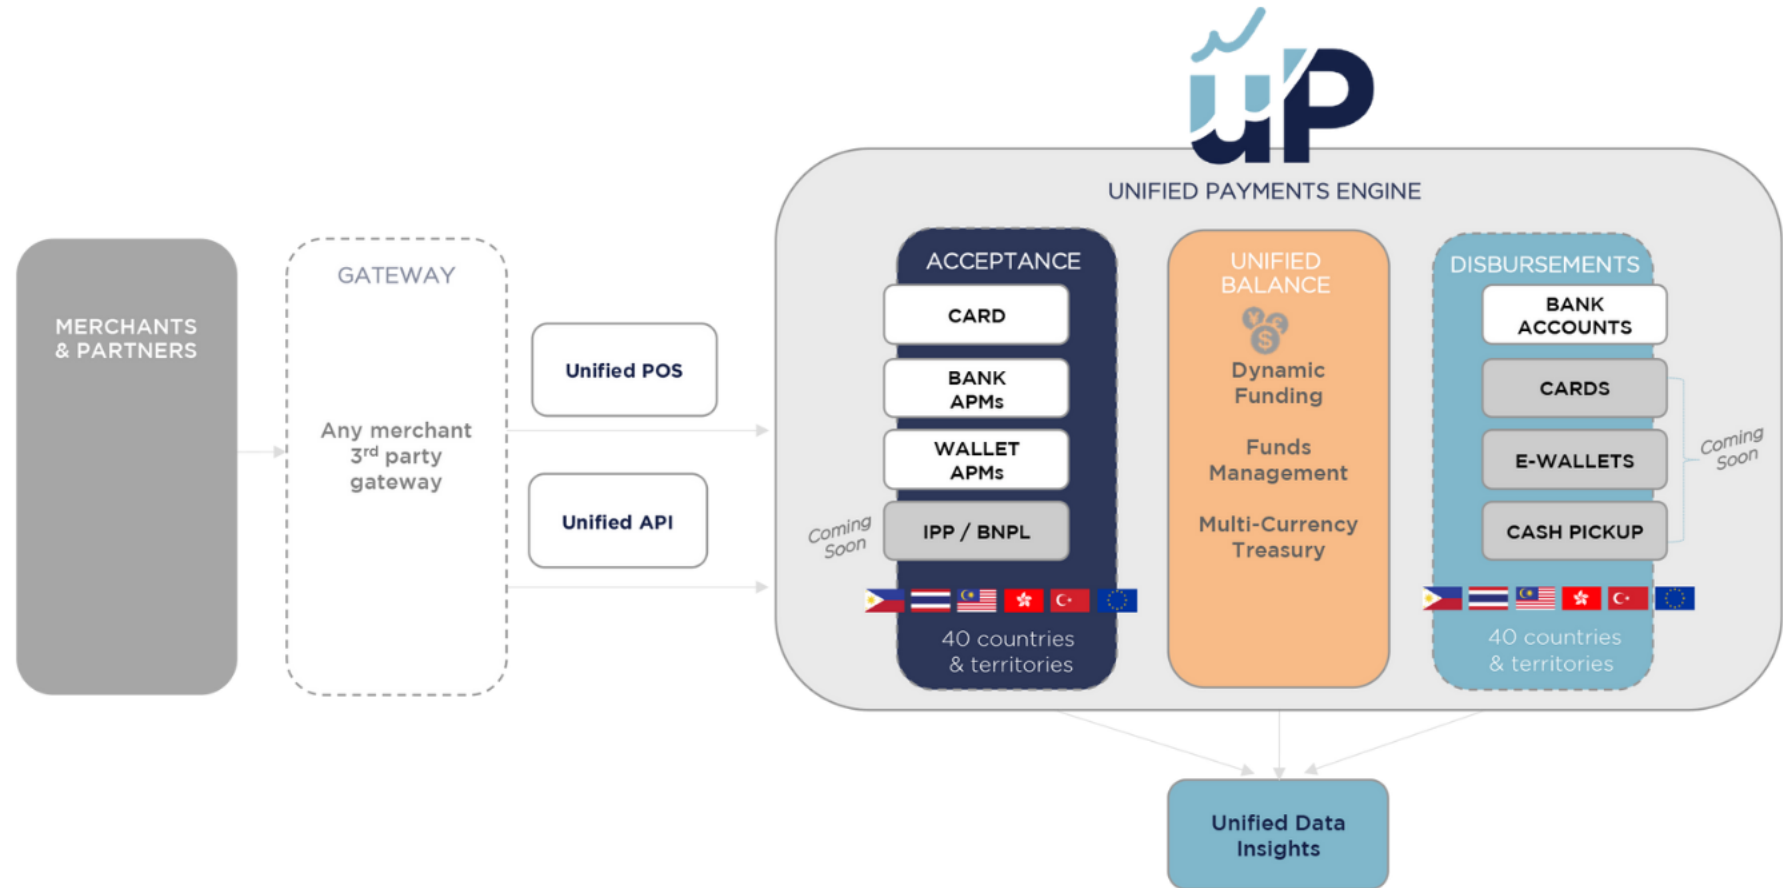 uP
UNIFIED PAYMENTS ENGINE
MERCHANTS
& PARTNERS
GATEWAY
Any merchant
3rd party
gateway
Unified POS
Unified API
ACCEPTANCE
CARD
BANK
APMs
WALLET
APMs
Coming
Soon
IPP / BNPL
40 countries
& territories
UNIFIED
BALANCE
¥ £
$
Dynamic
Funding
Funds
Management
Multi-Currency
Treasury
DISBURSEMENTS
BANK
ACCOUNTS
CARDS
E-WALLETS
CASH PICKUP
Coming
Soon
40 countries
& territories
Unified Data
Insights